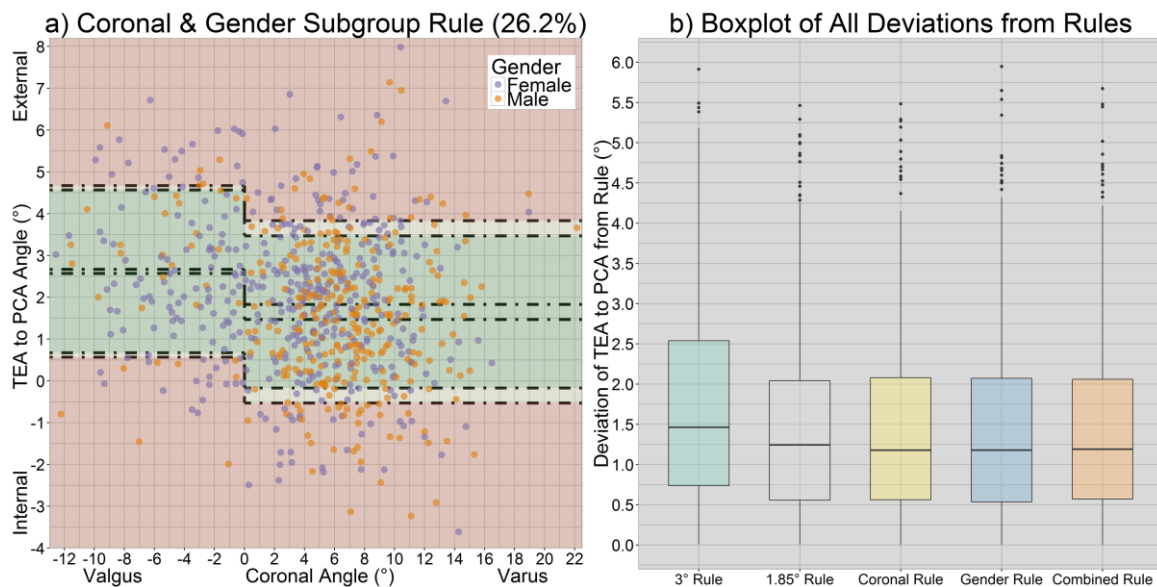 a) Coronal & Gender Subgroup Rule (26.2%)
External
TEA to PCA Angle (°)
Internal
8
7
6
5
4
3
2
1
0
-1
-2
-3
-4
Gender
Female
Male
-12 -10 -8 -6 -4 -2 0 2 4 6 8 10 12 14 16 18 20 22
Valgus Coronal Angle (°) Varus
b) Boxplot of All Deviations from Rules
Deviation of TEA to PCA from Rule (°)
6.0
5.5
5.0
4.5
4.0
3.5
3.0
2.5
2.0
1.5
1.0
0.5
0.0
3° Rule 1.85° Rule Coronal Rule Gender Rule Combined Rule